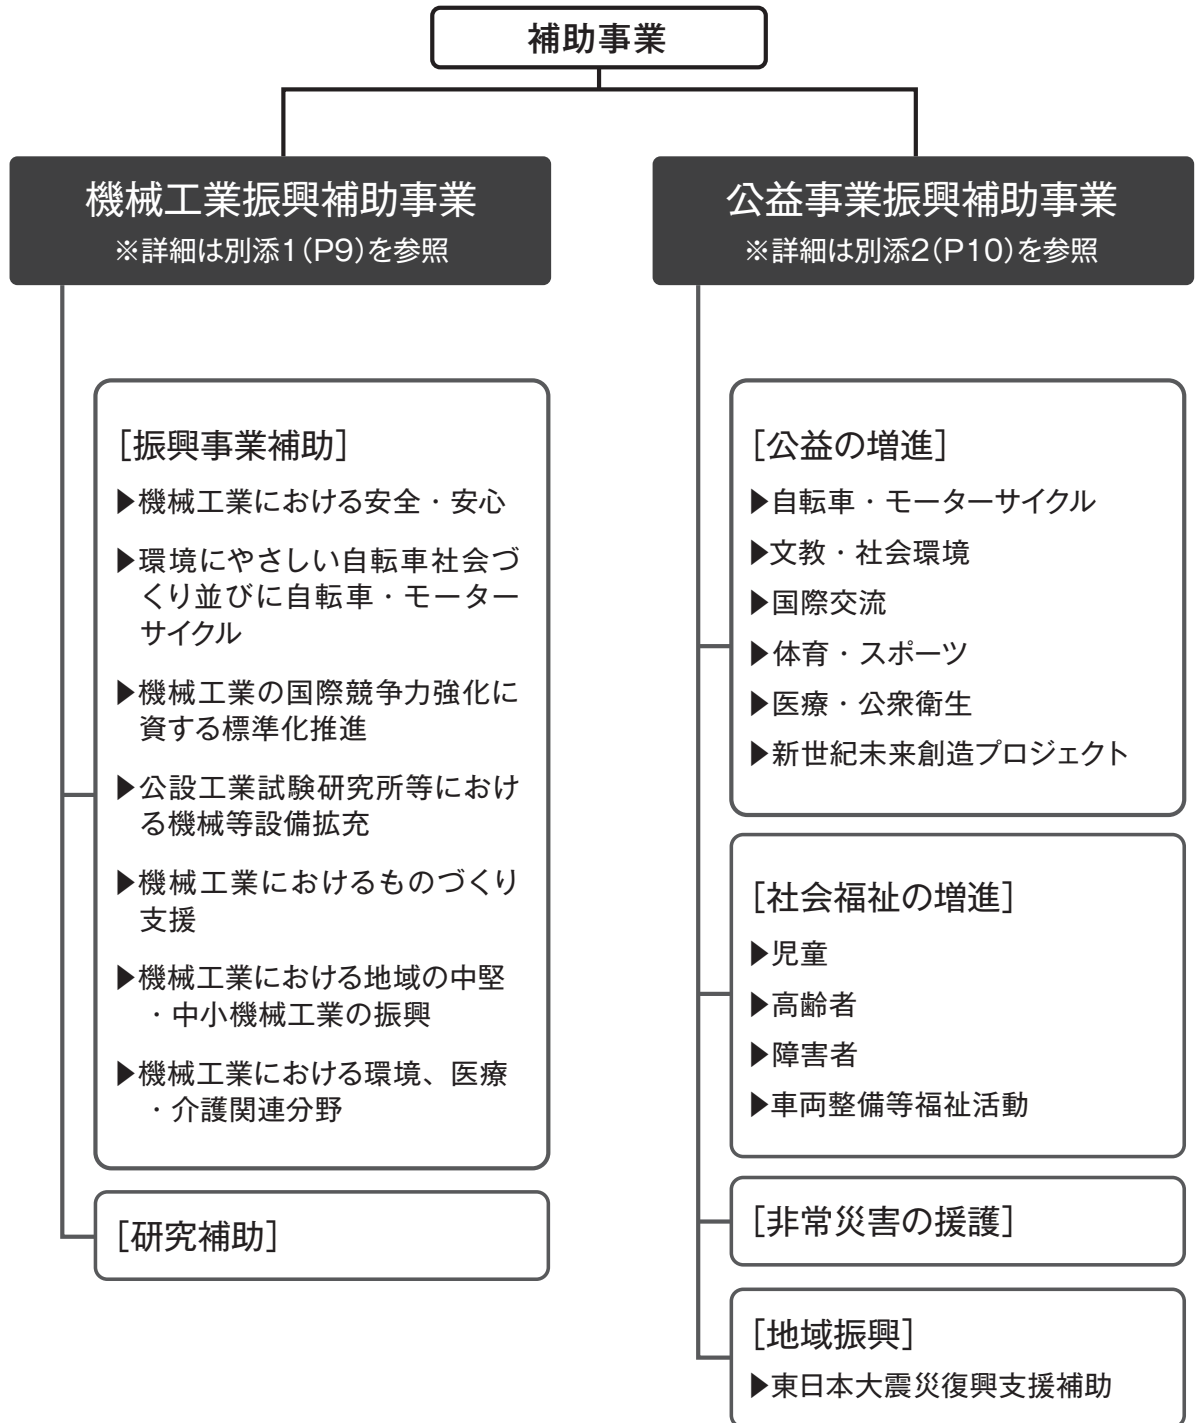 補助事業
機械工業振興補助事業
※詳細は別添1(P9)を参照
[振興事業補助]
▶機械工業における安全・安心
▶環境にやさしい自転車社会づ
くり並びに自転車・モーター
サイクル
▶機械工業の国際競争力強化に
資する標準化推進
▶公設工業試験研究所等におけ
る機械等設備拡充
▶機械工業におけるものづくり
支援
▶機械工業における地域の中堅
・中小機械工業の振興
▶機械工業における環境、医療
・介護関連分野
[研究補助]
公益事業振興補助事業
※詳細は別添2(P10)を参照
[公益の増進]
▶自転車・モーターサイクル
▶文教・社会環境
▶国際交流
▶体育・スポーツ
▶医療・公衆衛生
▶新世紀未来創造プロジェクト
[社会福祉の増進]
▶児童
▶高齢者
▶障害者
▶車両整備等福祉活動
[非常災害の援護]
[地域振興]
▶東日本大震災復興支援補助